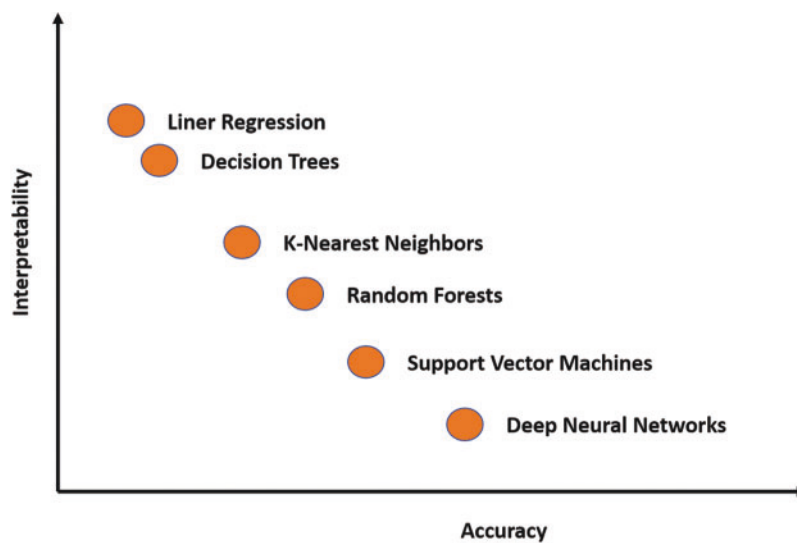 Liner Regression
Decision Trees
K-Nearest Neighbors
Random Forests
Support Vector Machines
Deep Neural Networks
Interpretability
Accuracy